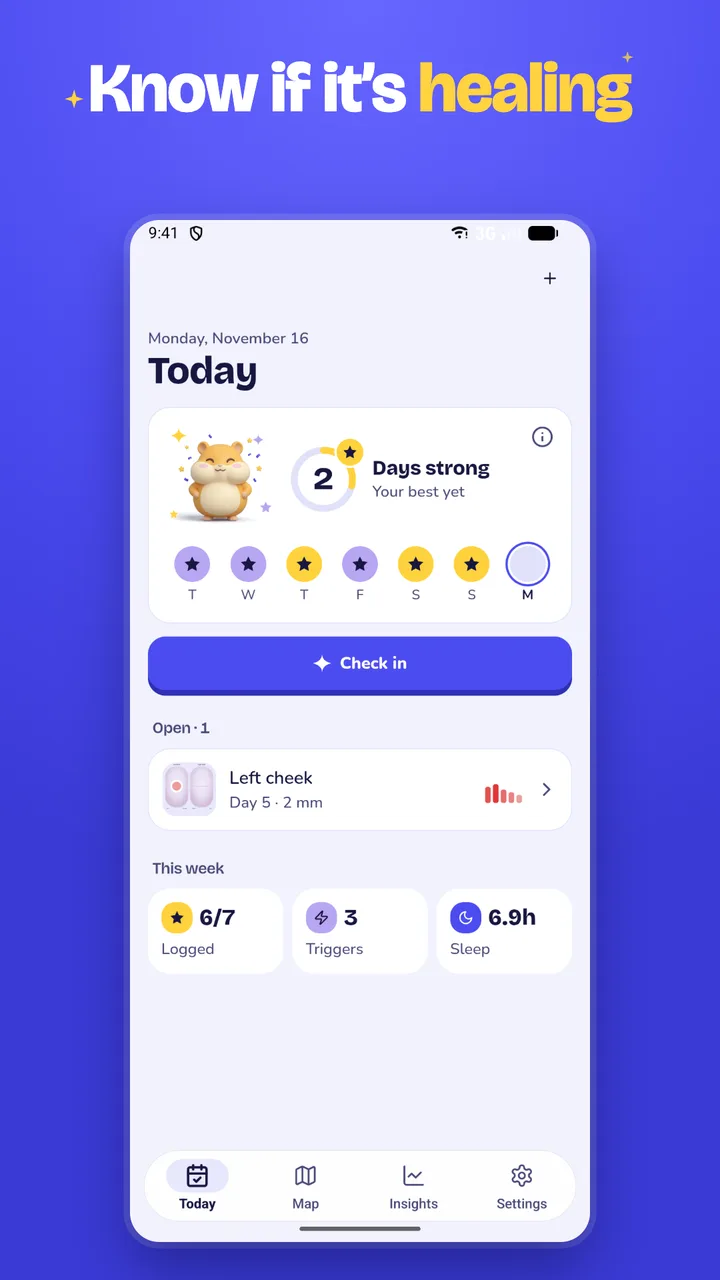 Know if it's healing
9:41
3G
Monday, November 16
Today
2
Days strong
Your best yet
T W T F S S M
Check in
Open · 1
Left cheek
Day 5 · 2 mm
This week
6/7
Logged
3
Triggers
6.9h
Sleep
Today
Map
Insights
Settings